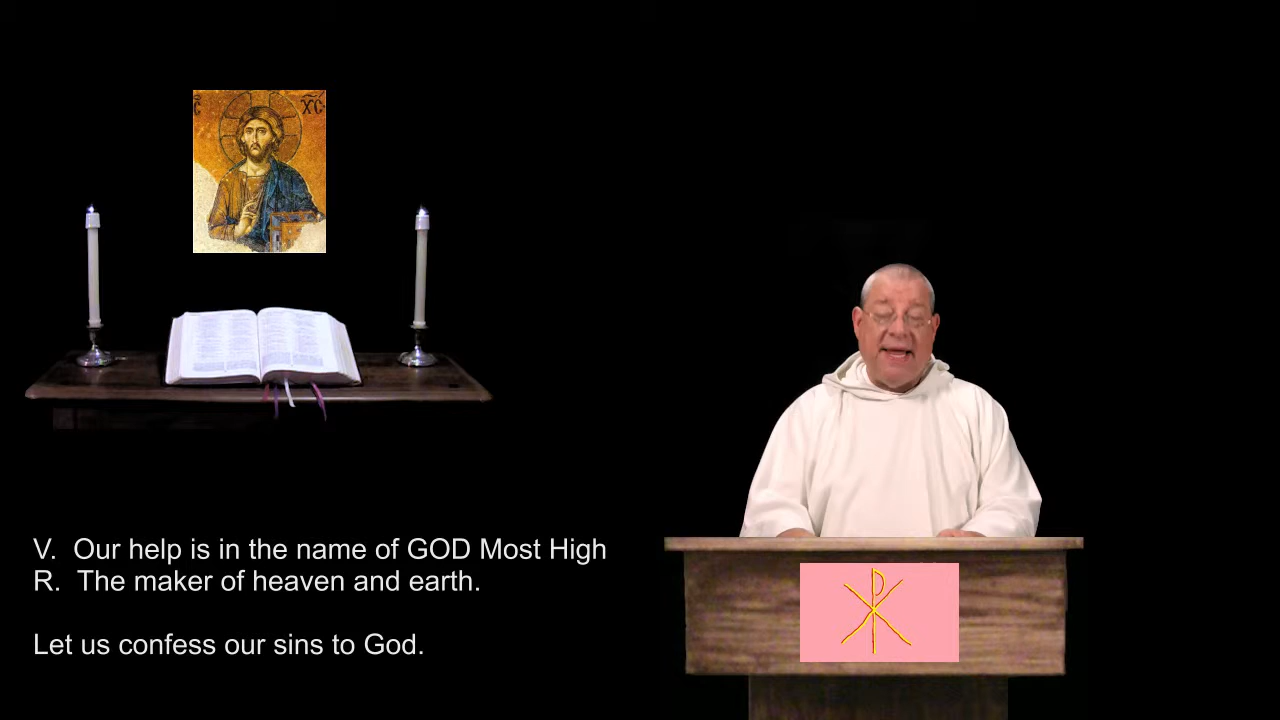 ΧC
V. Our help is in the name of GOD Most High
R. The maker of heaven and earth.
Let us confess our sins to God.